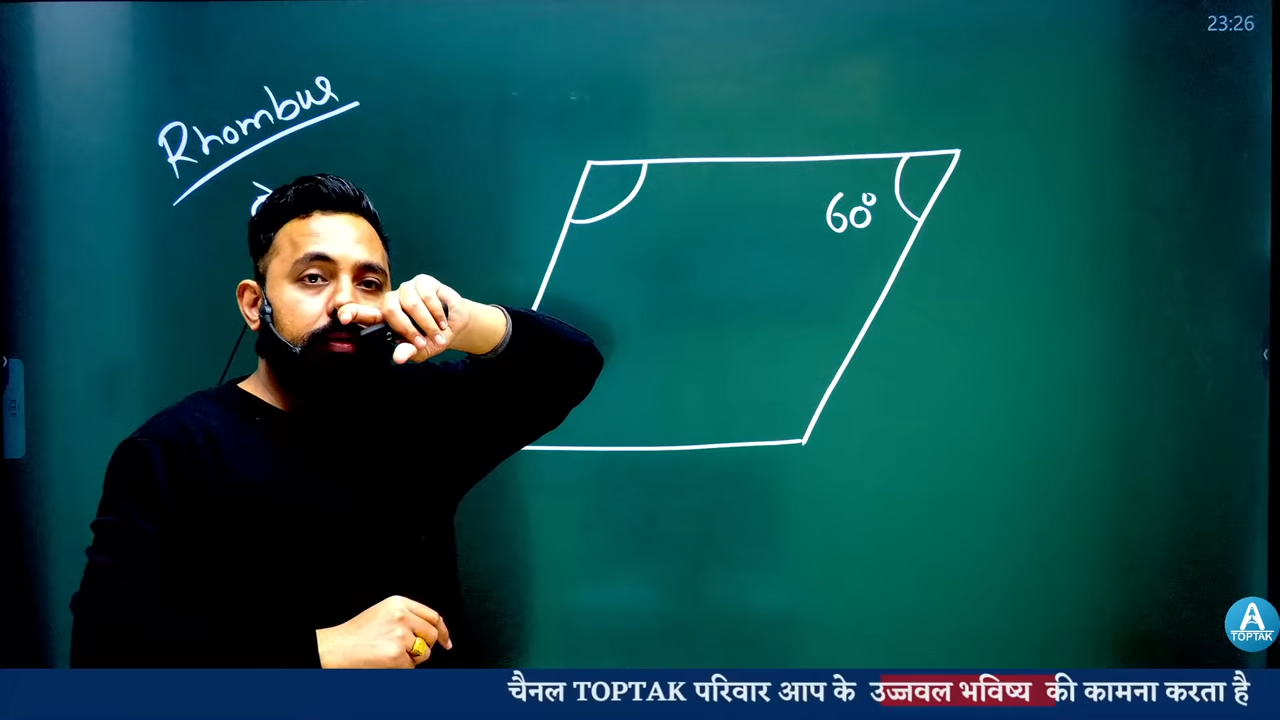 23:26
Rhombus
60°
A
TOPTAK
चैनल TOPTAK परिवार आप के उज्जवल भविष्य की कामना करता है